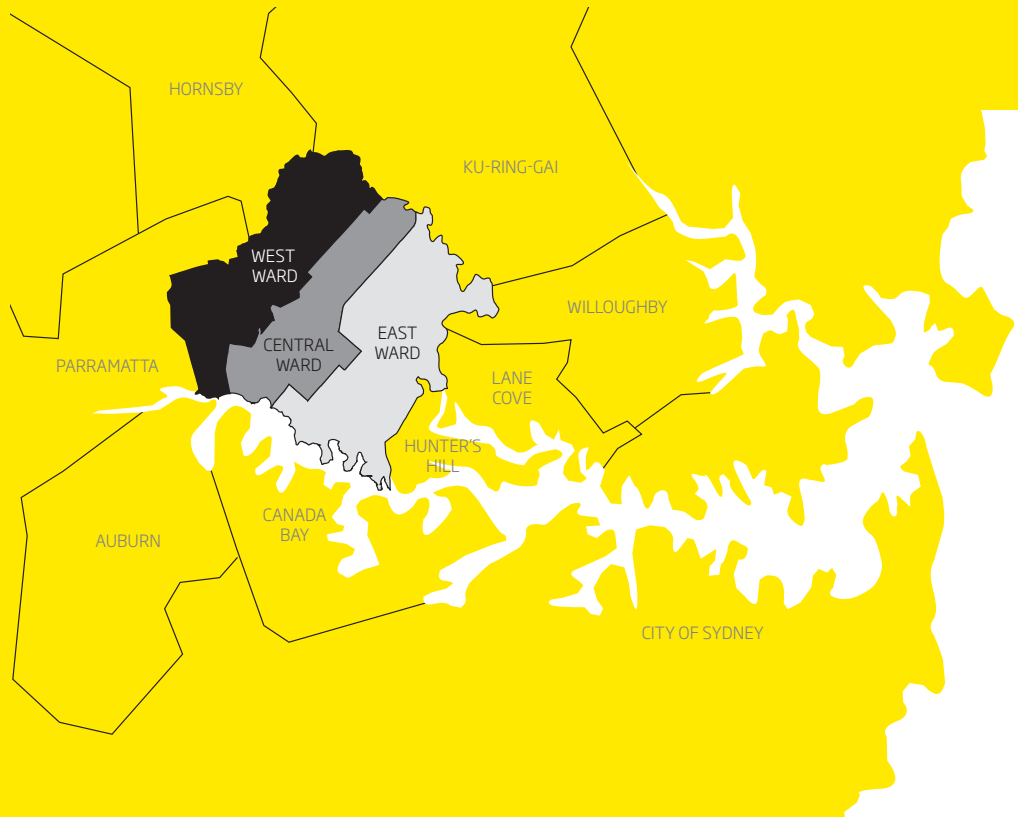 HORNSBY
KU-RING-GAI
WEST
WARD
WILLOUGHBY
CENTRAL
WARD
EAST
WARD
PARRAMATTA
LANE
COVE
HUNTER'S
HILL
CANADA
BAY
AUBURN
CITY OF SYDNEY